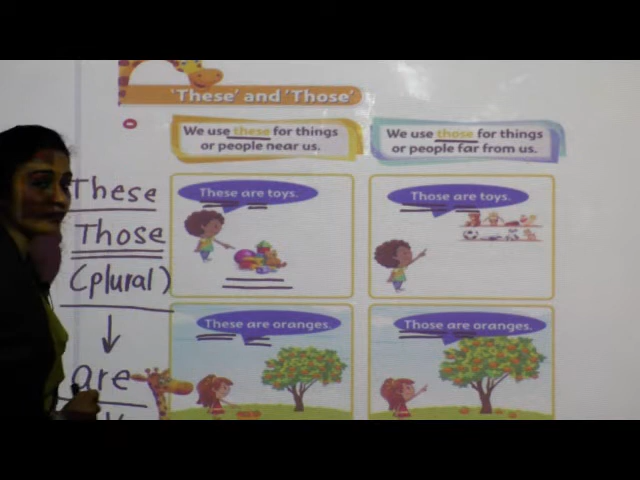 'These' and 'Those'
We use these for things
or people near us.
We use those for things
or people far from us.
These
Those
(plural)
are
These are toys.
Those are toys.
These are oranges.
Those are oranges.